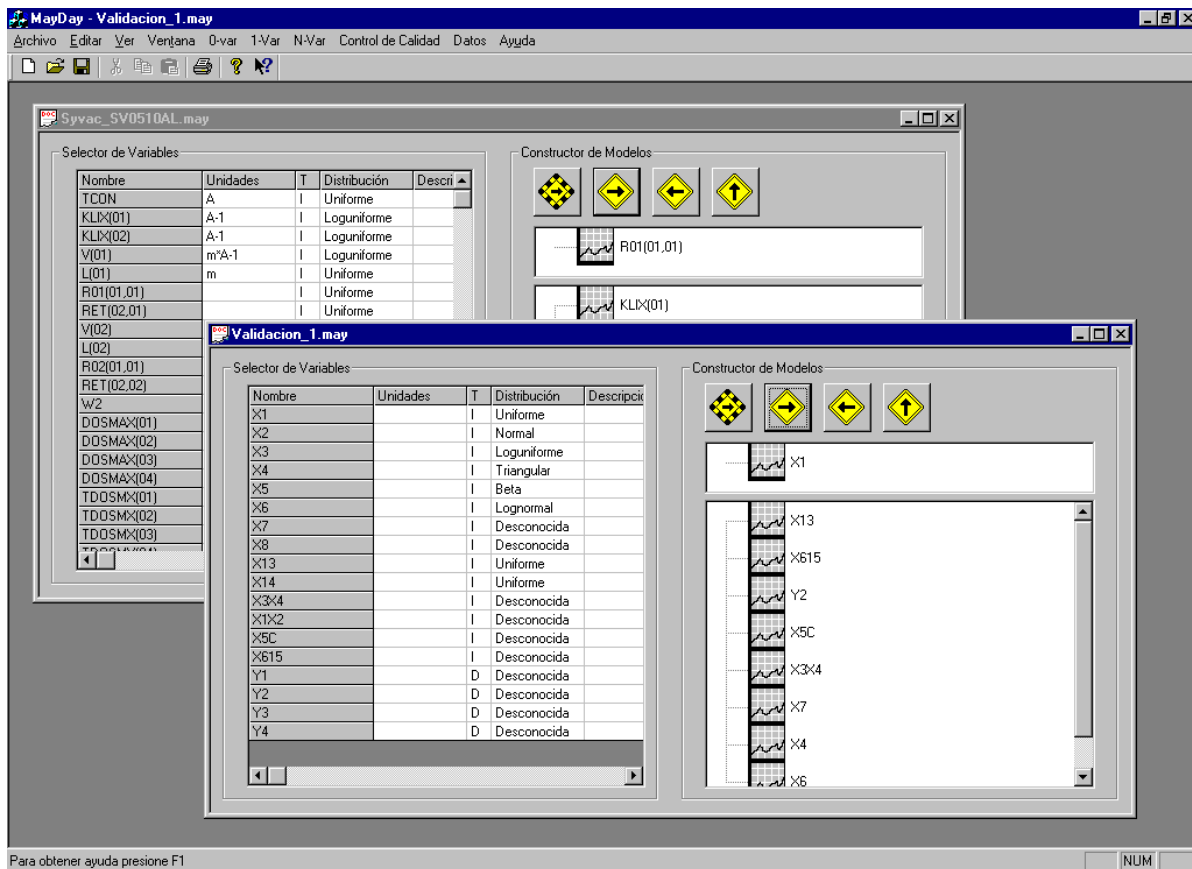 MayDay - Validacion_1.may
Archivo Editar Ver Ventana 0-var 1-Var N-Var Control de Calidad Datos Ayuda
Syvac_SV0510AL.may
Selector de Variables
Nombre Unidades T Distribución Descri
TCON A I Uniforme
KLIX(01) A-1 I Loguniforme
KLIX(02) A-1 I Loguniforme
V(01) m*A-1 I Loguniforme
L(01) m I Uniforme
R01(01,01) I Uniforme
RET(02,01) I Uniforme
V(02)
L(02)
R02(01,01)
RET(02,02)
W2
DOSMAX(01)
DOSMAX(02)
DOSMAX(03)
DOSMAX(04)
TDOSMX(01)
TDOSMX(02)
TDOSMX(03)
TDOSMX(04)
Constructor de Modelos
R01(01,01)
KLIX(01)
Validacion_1.may
Selector de Variables
Nombre Unidades T Distribución Descripció
X1 I Uniforme
X2 I Normal
X3 I Loguniforme
X4 I Triangular
X5 I Beta
X6 I Lognormal
X7 I Desconocida
X8 I Desconocida
X13 I Uniforme
X14 I Uniforme
X3X4 I Desconocida
X1X2 I Desconocida
X5C I Desconocida
X615 I Desconocida
Y1 D Desconocida
Y2 D Desconocida
Y3 D Desconocida
Y4 D Desconocida
Constructor de Modelos
X1
X13
X615
Y2
X5C
X3X4
X7
X4
X6
Para obtener ayuda presione F1
NUM